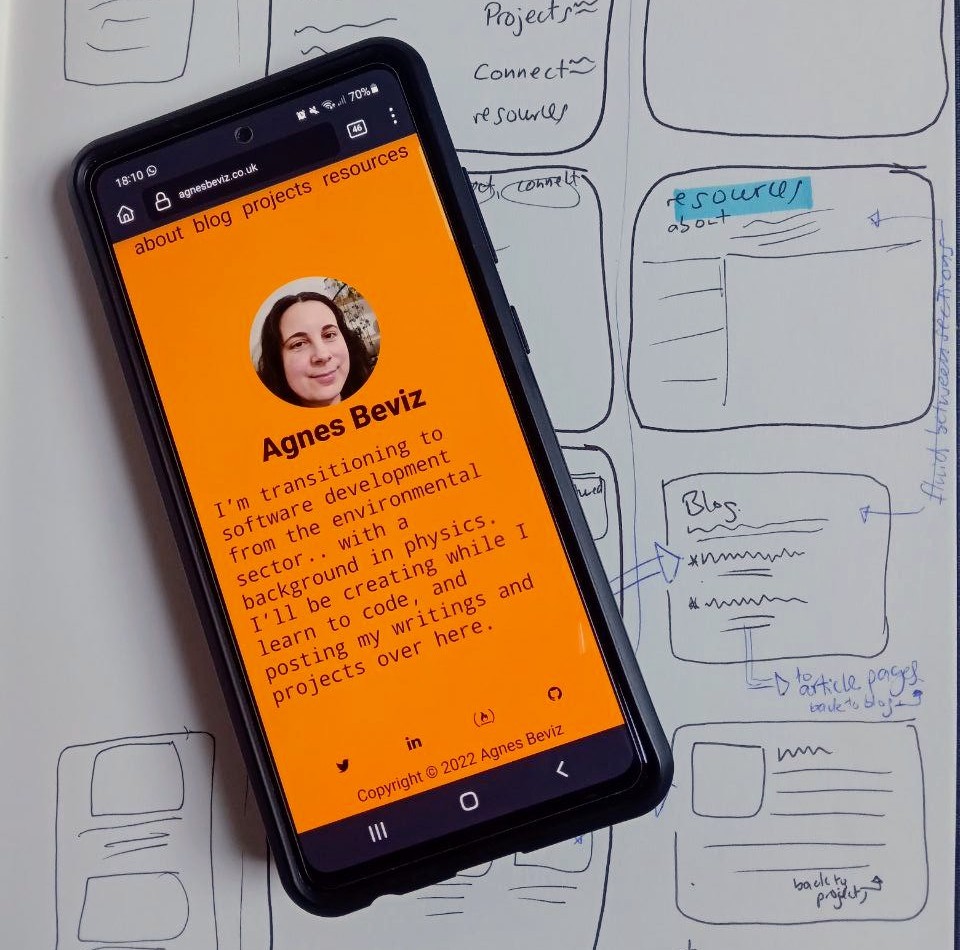 Projects
Connect
resources
18:10
70%
46
agnesbeviz.co.uk
about blog projects resources
Agnes Beviz
I'm transitioning to
software development
from the environmental
sector.. with a
background in physics.
I'll be creating while I
learn to code, and
posting my writings and
projects over here.
in
Copyright © 2022 Agnes Beviz
connect
resources
about
fluid between sections
Blog
to
article pages
back to blog
back to
projects